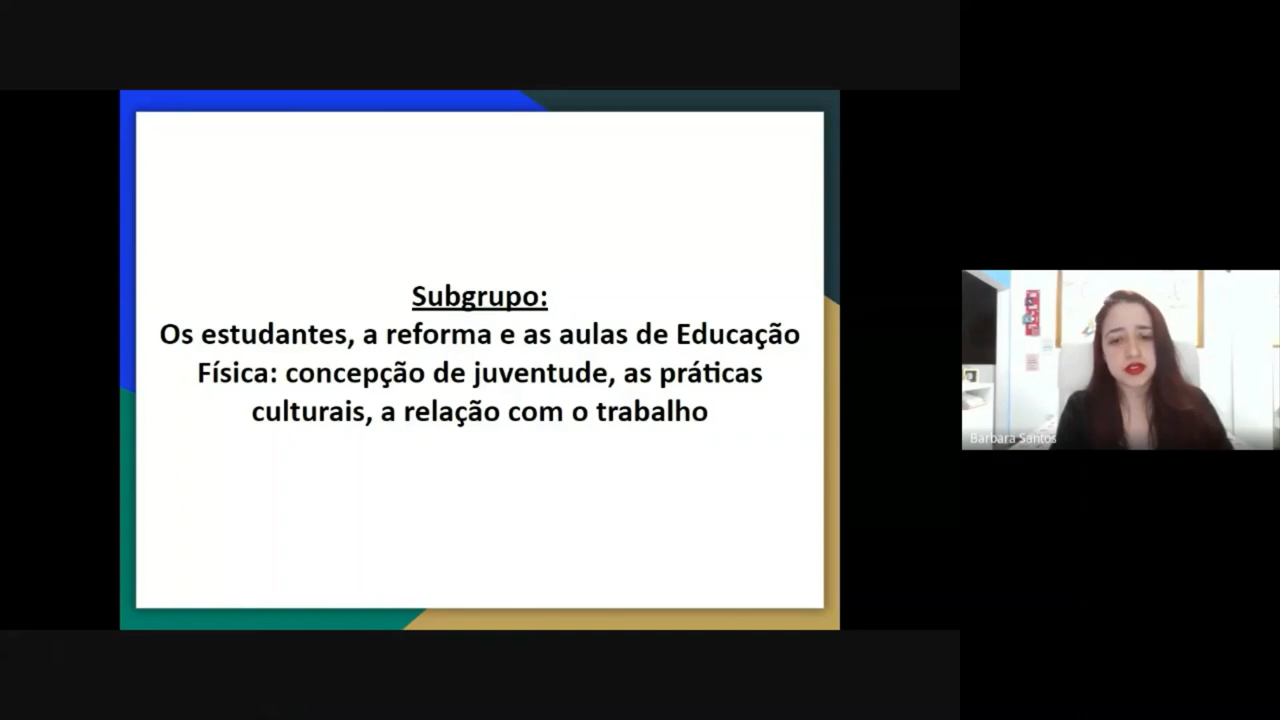 Subgrupo:
Os estudantes, a reforma e as aulas de Educação
Física: concepção de juventude, as práticas
culturais, a relação com o trabalho
Barbara Santos